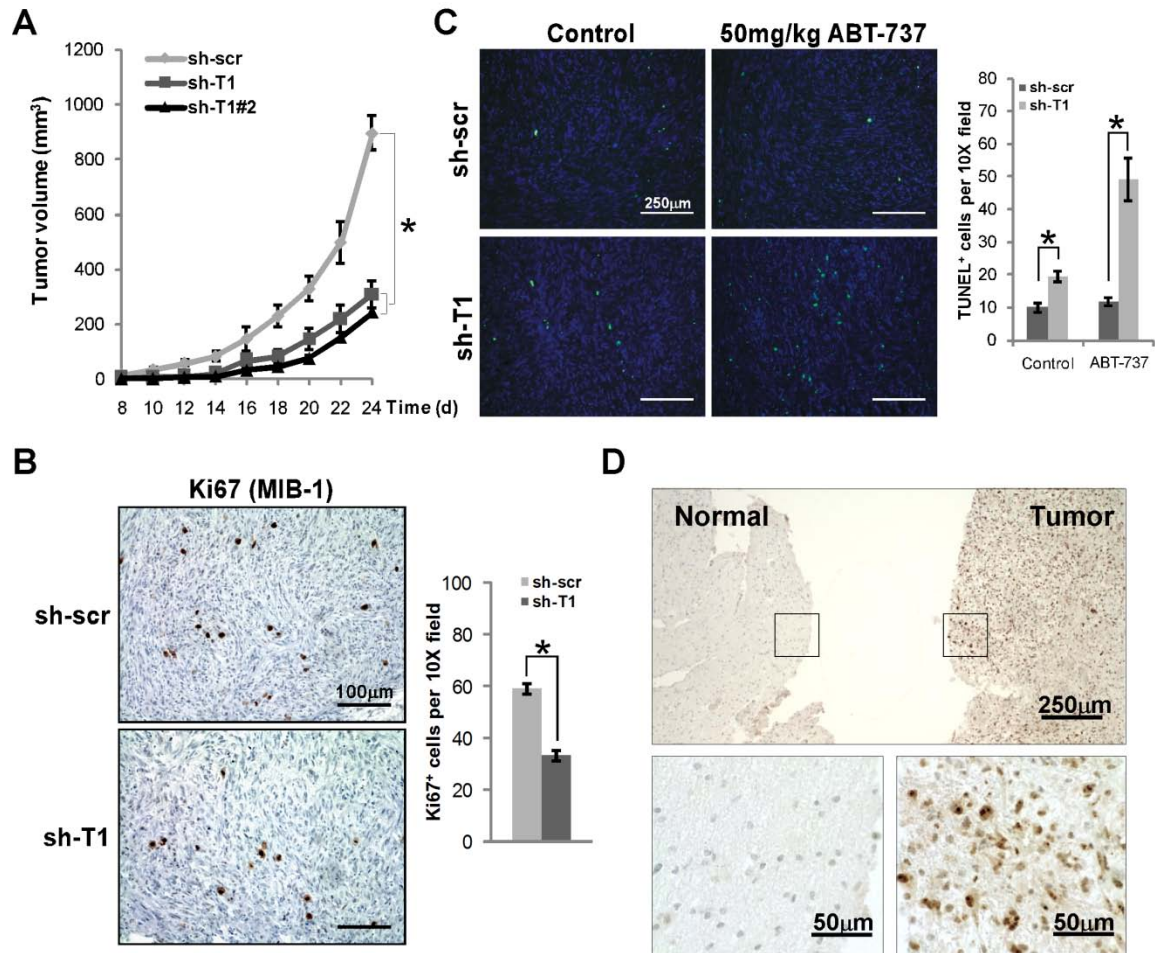 A
1200
1000
800
600
400
200
0
Tumor volume (mm³)
sh-scr
sh-T1
sh-T1#2
*
8 10 12 14 16 18 20 22 24 Time (d)
B
Ki67 (MIB-1)
sh-scr
100µm
sh-T1
100
80
60
40
20
0
Ki67⁺ cells per 10X field
sh-scr
sh-T1
*
C
Control 50mg/kg ABT-737
sh-scr
250µm
sh-T1
80
70
60
50
40
30
20
10
0
TUNEL⁺ cells per 10X field
sh-scr
sh-T1
*
*
Control ABT-737
D
Normal Tumor
250µm
50µm 50µm